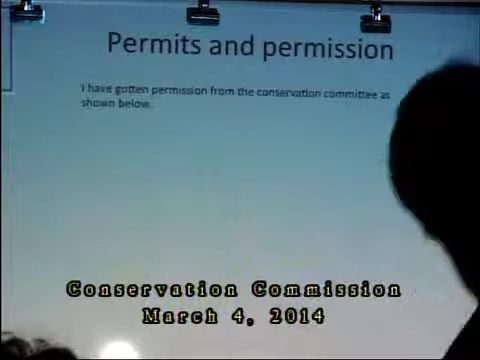 Permits and permission
I have gotten permission from the conservation committee as
shown below.
Conservation Commission
March 4, 2014